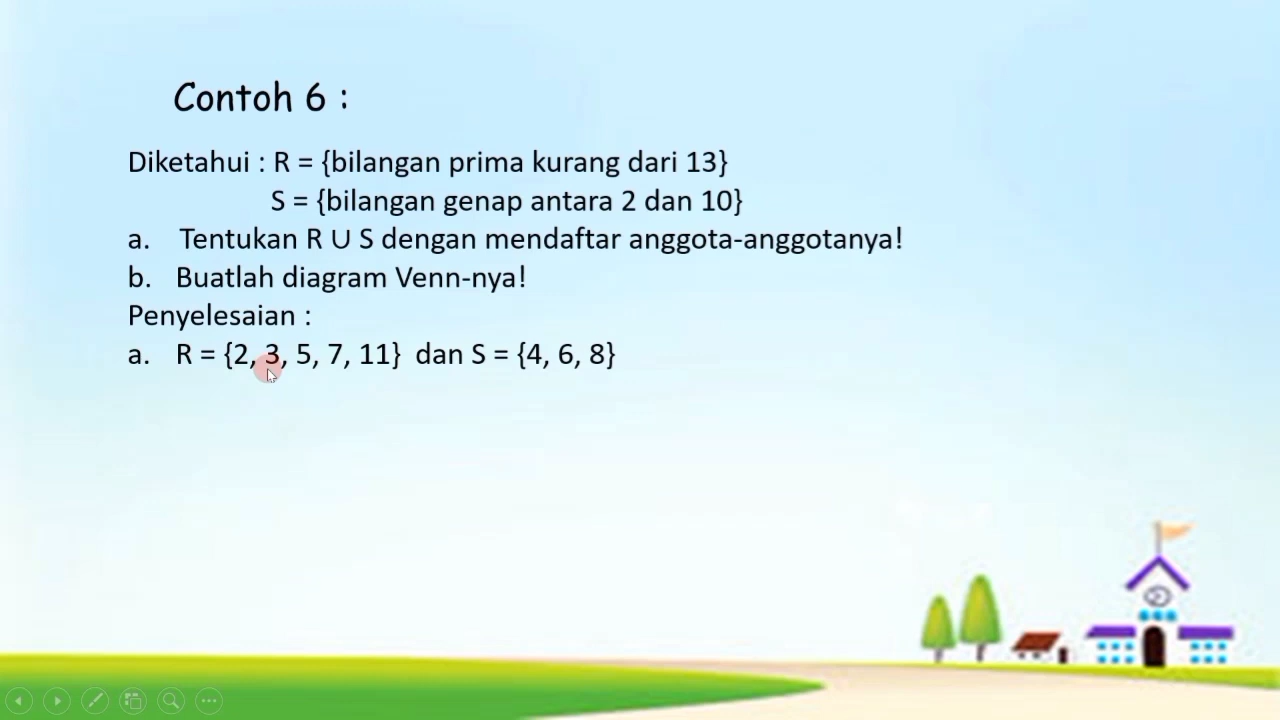 Contoh 6 :
Diketahui : R = {bilangan prima kurang dari 13}
S = {bilangan genap antara 2 dan 10}
a. Tentukan R ∪ S dengan mendaftar anggota-anggotanya!
b. Buatlah diagram Venn-nya!
Penyelesaian :
a. R = {2, 3, 5, 7, 11} dan S = {4, 6, 8}